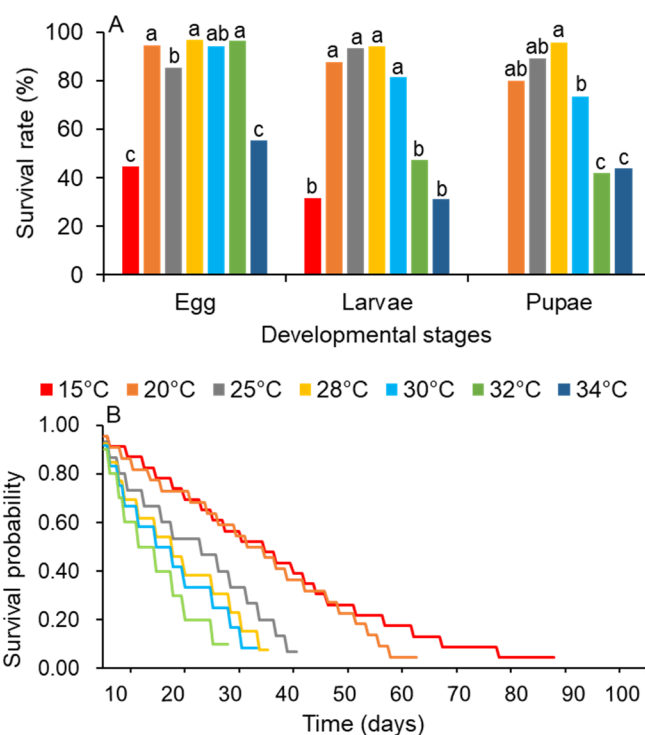 A
Survival rate (%)
100
80
60
40
20
0
c a b a ab a c
b a a a a b b
ab ab a b c c
Egg Larvae Pupae
Developmental stages
15°C 20°C 25°C 28°C 30°C 32°C 34°C
B
Survival probability
1.00
0.80
0.60
0.40
0.20
0.00
10 20 30 40 50 60 70 80 90 100
Time (days)